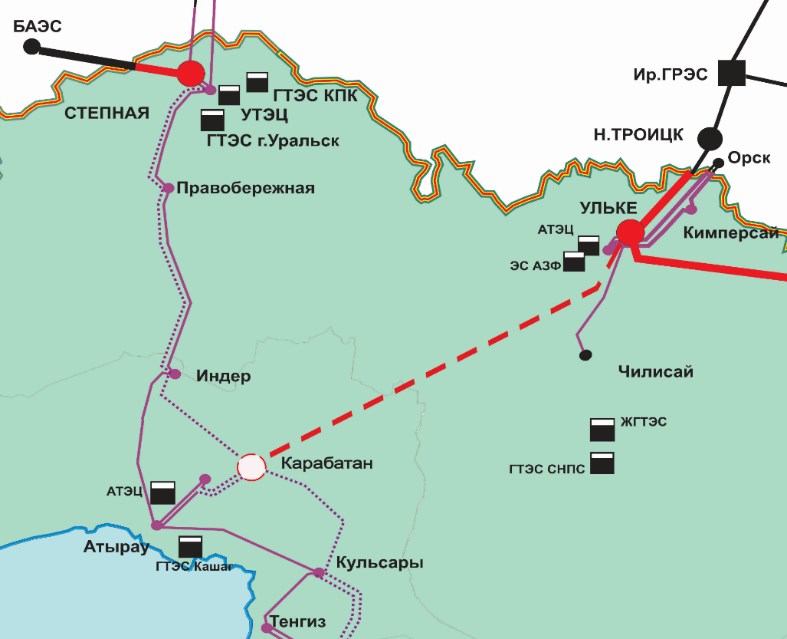 БАЭС
Ир.ГРЭС
ГТЭС КПК
СТЕПНАЯ
УТЭЦ
ГТЭС г.Уральск
Н.ТРОИЦК
Орск
Правобережная
УЛЬКЕ
АТЭЦ
Кимперсай
ЭС АЗФ
Индер
Чилисай
ЖГТЭС
Карабатан
ГТЭС СНПС
АТЭЦ
Атырау
ГТЭС Кашаг
Кульсары
Тенгиз